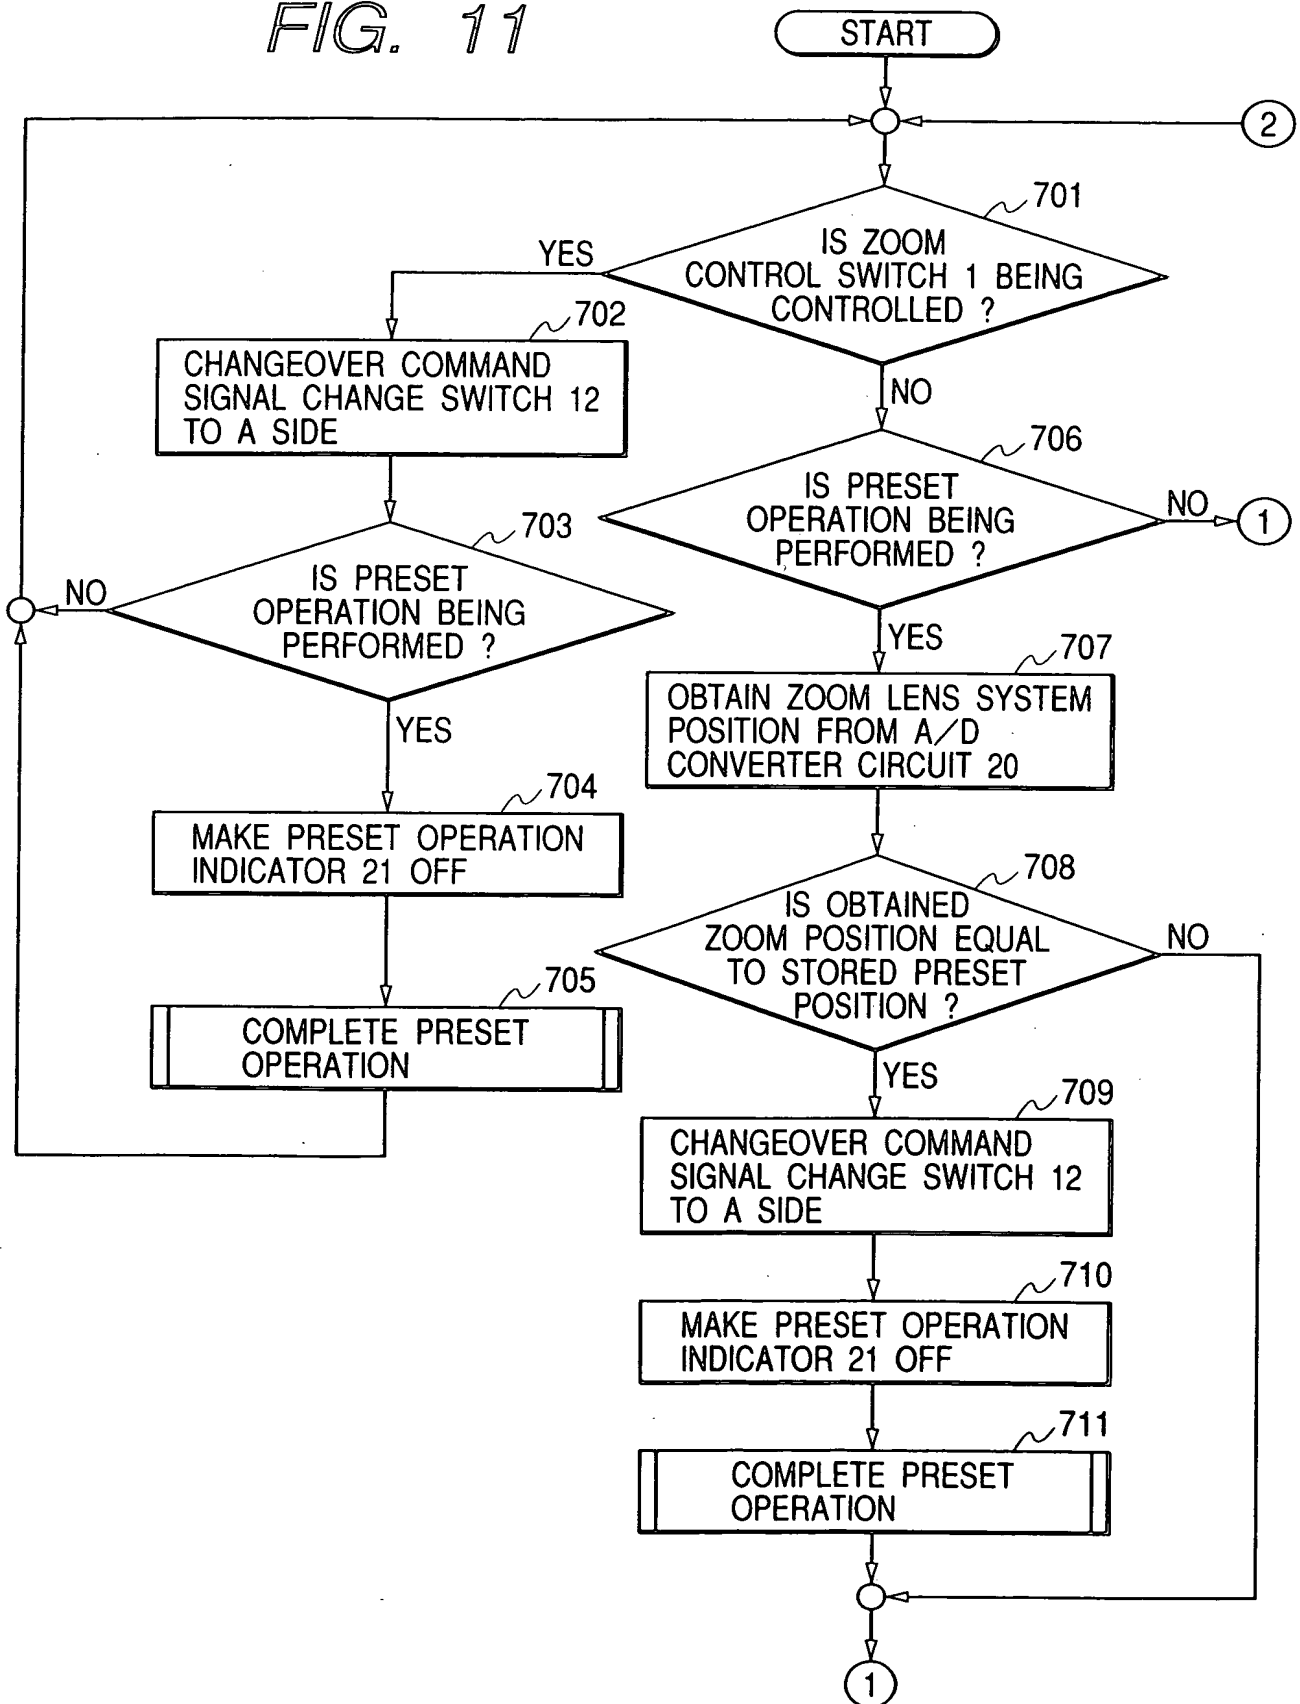 FIG. 11
START
2
701
IS ZOOM
CONTROL SWITCH 1 BEING
CONTROLLED ?
YES
NO
702
CHANGEOVER COMMAND
SIGNAL CHANGE SWITCH 12
TO A SIDE
703
IS PRESET
OPERATION BEING
PERFORMED ?
NO
YES
704
MAKE PRESET OPERATION
INDICATOR 21 OFF
705
COMPLETE PRESET
OPERATION
706
IS PRESET
OPERATION BEING
PERFORMED ?
NO
1
YES
707
OBTAIN ZOOM LENS SYSTEM
POSITION FROM A/D
CONVERTER CIRCUIT 20
708
IS OBTAINED
ZOOM POSITION EQUAL
TO STORED PRESET
POSITION ?
NO
YES
709
CHANGEOVER COMMAND
SIGNAL CHANGE SWITCH 12
TO A SIDE
710
MAKE PRESET OPERATION
INDICATOR 21 OFF
711
COMPLETE PRESET
OPERATION
1